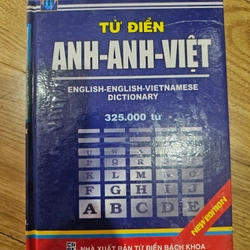 TỪ ĐIỂN
ANH-ANH-VIỆT
ENGLISH-ENGLISH-VIETNAMESE
DICTIONARY
325.000 từ
U V W X Y
P Q R S T
K L M N O
F G H I J
A B C D E
NEW EDITION
NHÀ XUẤT BẢN TỪ ĐIỂN BÁCH KHOA